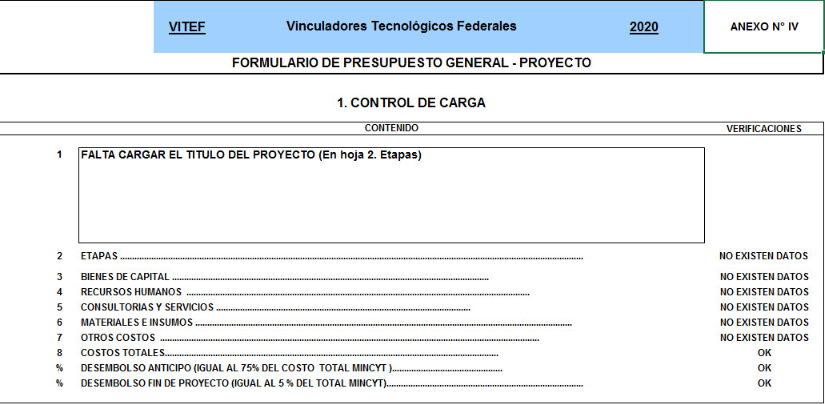 VITEF Vinculadores Tecnológicos Federales 2020 ANEXO N° IV
FORMULARIO DE PRESUPUESTO GENERAL - PROYECTO
1. CONTROL DE CARGA
CONTENIDO VERIFICACIONES
1 FALTA CARGAR EL TITULO DEL PROYECTO (En hoja 2. Etapas)
2 ETAPAS ........................................ NO EXISTEN DATOS
3 BIENES DE CAPITAL ........................................ NO EXISTEN DATOS
4 RECURSOS HUMANOS ........................................ NO EXISTEN DATOS
5 CONSULTORIAS Y SERVICIOS ........................................ NO EXISTEN DATOS
6 MATERIALES E INSUMOS ........................................ NO EXISTEN DATOS
7 OTROS COSTOS ........................................ NO EXISTEN DATOS
8 COSTOS TOTALES........................................ OK
% DESEMBOLSO ANTICIPO (IGUAL AL 75% DEL COSTO TOTAL MINCYT )........................................ OK
% DESEMBOLSO FIN DE PROYECTO (IGUAL AL 5 % DEL TOTAL MINCYT)........................................ OK